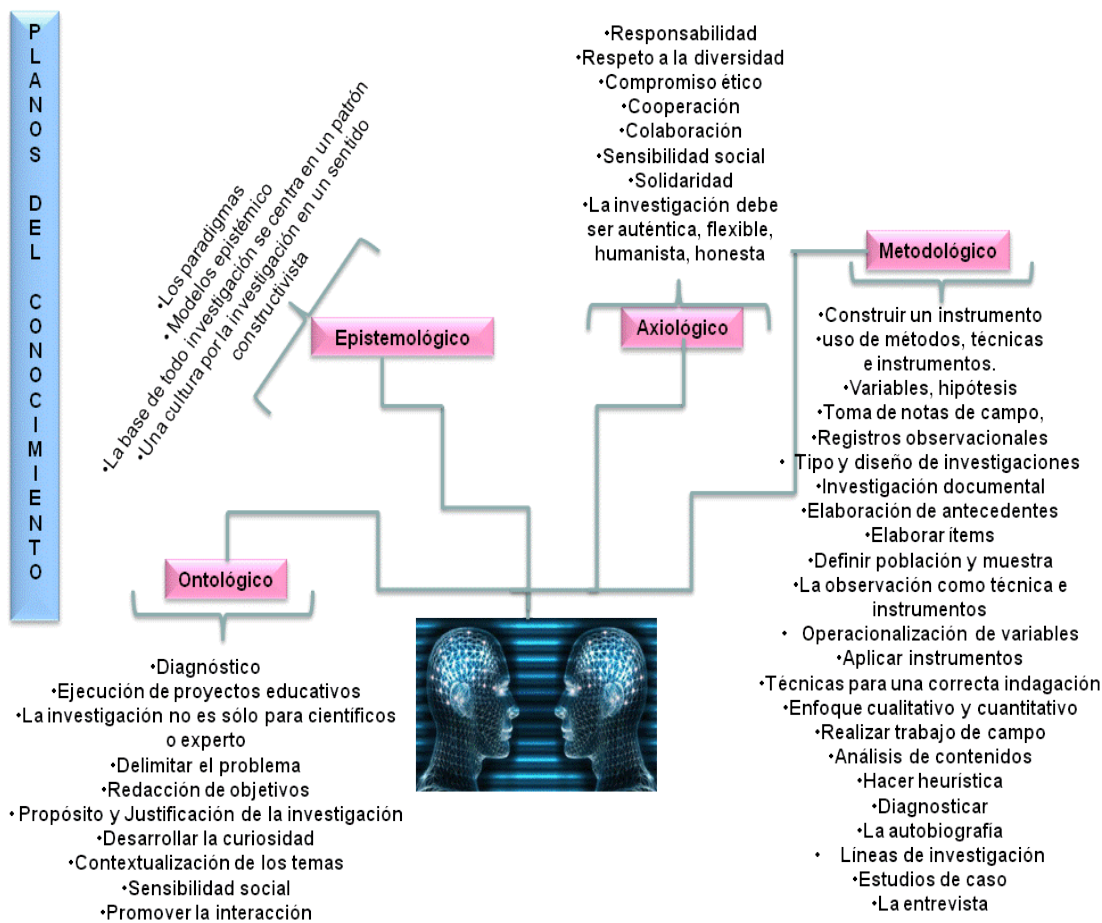 PLANOS DEL CONOCIMIENTO
•Los paradigmas
•Modelos epistémico
•La base de todo investigación se centra en un patrón
•Una cultura por la investigación en un sentido
constructivista
Epistemológico
•Responsabilidad
•Respeto a la diversidad
•Compromiso ético
•Cooperación
•Colaboración
•Sensibilidad social
•Solidaridad
•La investigación debe
ser auténtica, flexible,
humanista, honesta
Axiológico
Metodológico
•Construir un instrumento
•uso de métodos, técnicas
e instrumentos.
•Variables, hipótesis
•Toma de notas de campo,
•Registros observacionales
• Tipo y diseño de investigaciones
•Investigación documental
•Elaboración de antecedentes
•Elaborar ítems
•Definir población y muestra
•La observación como técnica e
instrumentos
• Operacionalización de variables
•Aplicar instrumentos
•Técnicas para una correcta indagación
•Enfoque cualitativo y cuantitativo
•Realizar trabajo de campo
•Análisis de contenidos
•Hacer heurística
•Diagnosticar
•La autobiografía
• Líneas de investigación
•Estudios de caso
•La entrevista
Ontológico
•Diagnóstico
•Ejecución de proyectos educativos
•La investigación no es sólo para científicos
o experto
•Delimitar el problema
•Redacción de objetivos
• Propósito y Justificación de la investigación
•Desarrollar la curiosidad
•Contextualización de los temas
•Sensibilidad social
•Promover la interacción